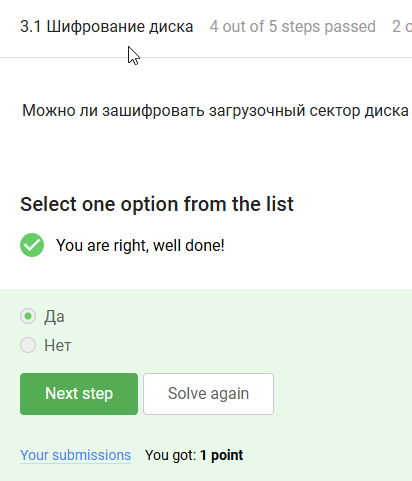 3.1 Шифрование диска 4 out of 5 steps passed 2
Можно ли зашифровать загрузочный сектор диска
Select one option from the list
You are right, well done!
Да
Нет
Next step Solve again
Your submissions You got: 1 point